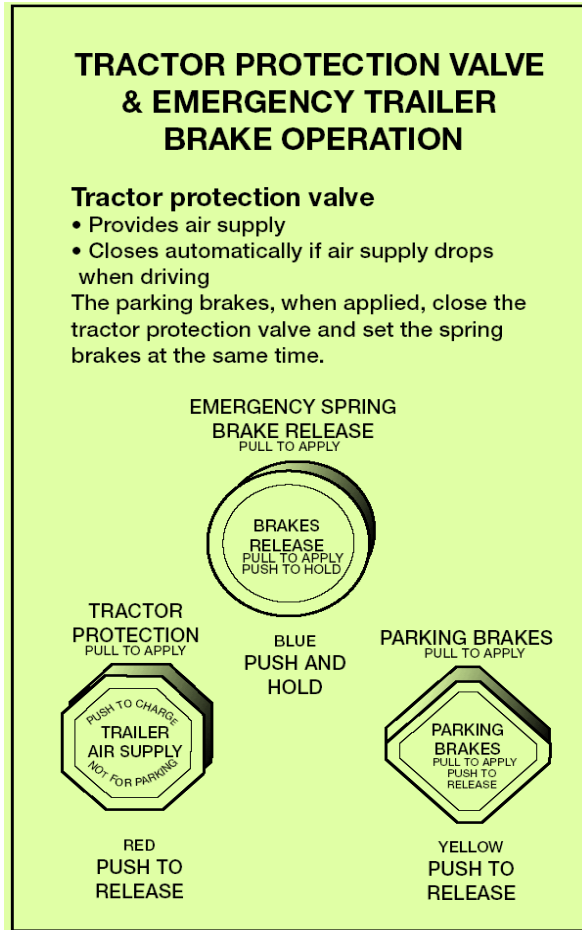 TRACTOR PROTECTION VALVE
& EMERGENCY TRAILER
BRAKE OPERATION
Tractor protection valve
• Provides air supply
• Closes automatically if air supply drops
when driving
The parking brakes, when applied, close the
tractor protection valve and set the spring
brakes at the same time.
EMERGENCY SPRING
BRAKE RELEASE
PULL TO APPLY
BRAKES
RELEASE
PULL TO APPLY
PUSH TO HOLD
BLUE
PUSH AND
HOLD
TRACTOR
PROTECTION
PULL TO APPLY
PUSH TO CHARGE
TRAILER
AIR SUPPLY
NOT FOR PARKING
RED
PUSH TO
RELEASE
PARKING BRAKES
PULL TO APPLY
PARKING
BRAKES
PULL TO APPLY
PUSH TO
RELEASE
YELLOW
PUSH TO
RELEASE